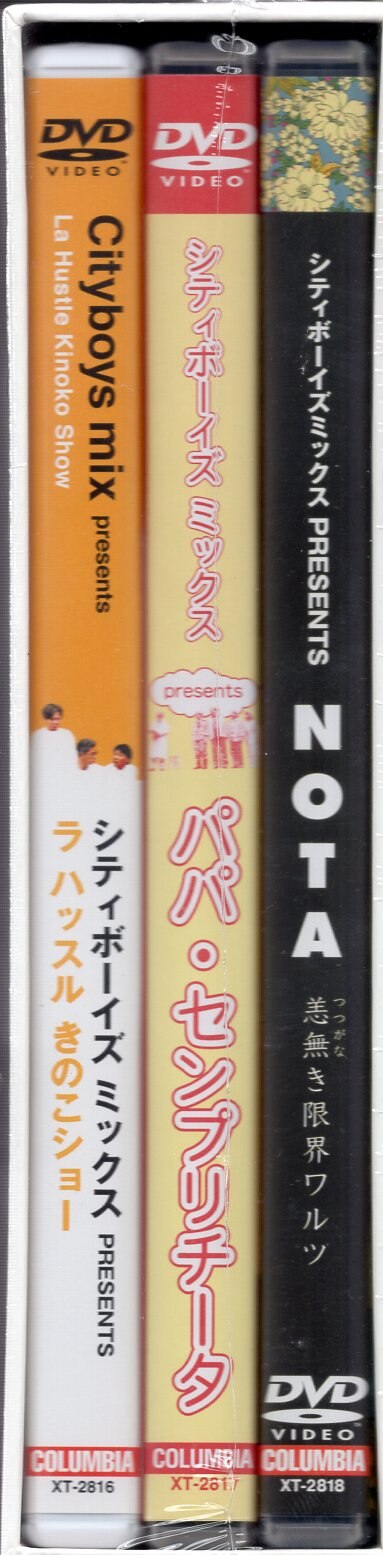 DVD
VIDEO
Cityboys mix presents
La Hustle Kinoko Show
シティボーイズ ミックス PRESENTS
ラ ハッスル きのこショー
COLUMBIA
XT-2816
DVD
VIDEO
シティボーイズ ミックス
presents
パパ・センプリチータ
COLUMBIA
XT-2817
シティボーイズミックス PRESENTS
NOTA
つつがな
恙無き限界ワルツ
DVD
VIDEO
COLUMBIA
XT-2818